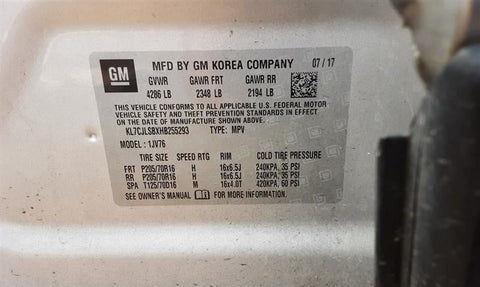 GM
MFD BY GM KOREA COMPANY 07/17
GVWR GAWR FRT GAWR RR
4286 LB 2348 LB 2194 LB
THIS VEHICLE CONFORMS TO ALL APPLICABLE U.S. FEDERAL MOTOR
VEHICLE SAFETY AND THEFT PREVENTION STANDARDS IN EFFECT
ON THE DATE OF MANUFACTURE SHOWN ABOVE.
KL7CJLSBXHB255293 TYPE: MPV
MODEL: 1JV76
TIRE SIZE SPEED RTG RIM COLD TIRE PRESSURE
FRT P205/70R16 H 16x6.5J 240KPA, 35 PSI
RR P205/70R16 H 16x6.5J 240KPA, 35 PSI
SPA T125/70D16 M 16x4.0T 420KPA, 60 PSI
SEE OWNER'S MANUAL FOR MORE INFORMATION